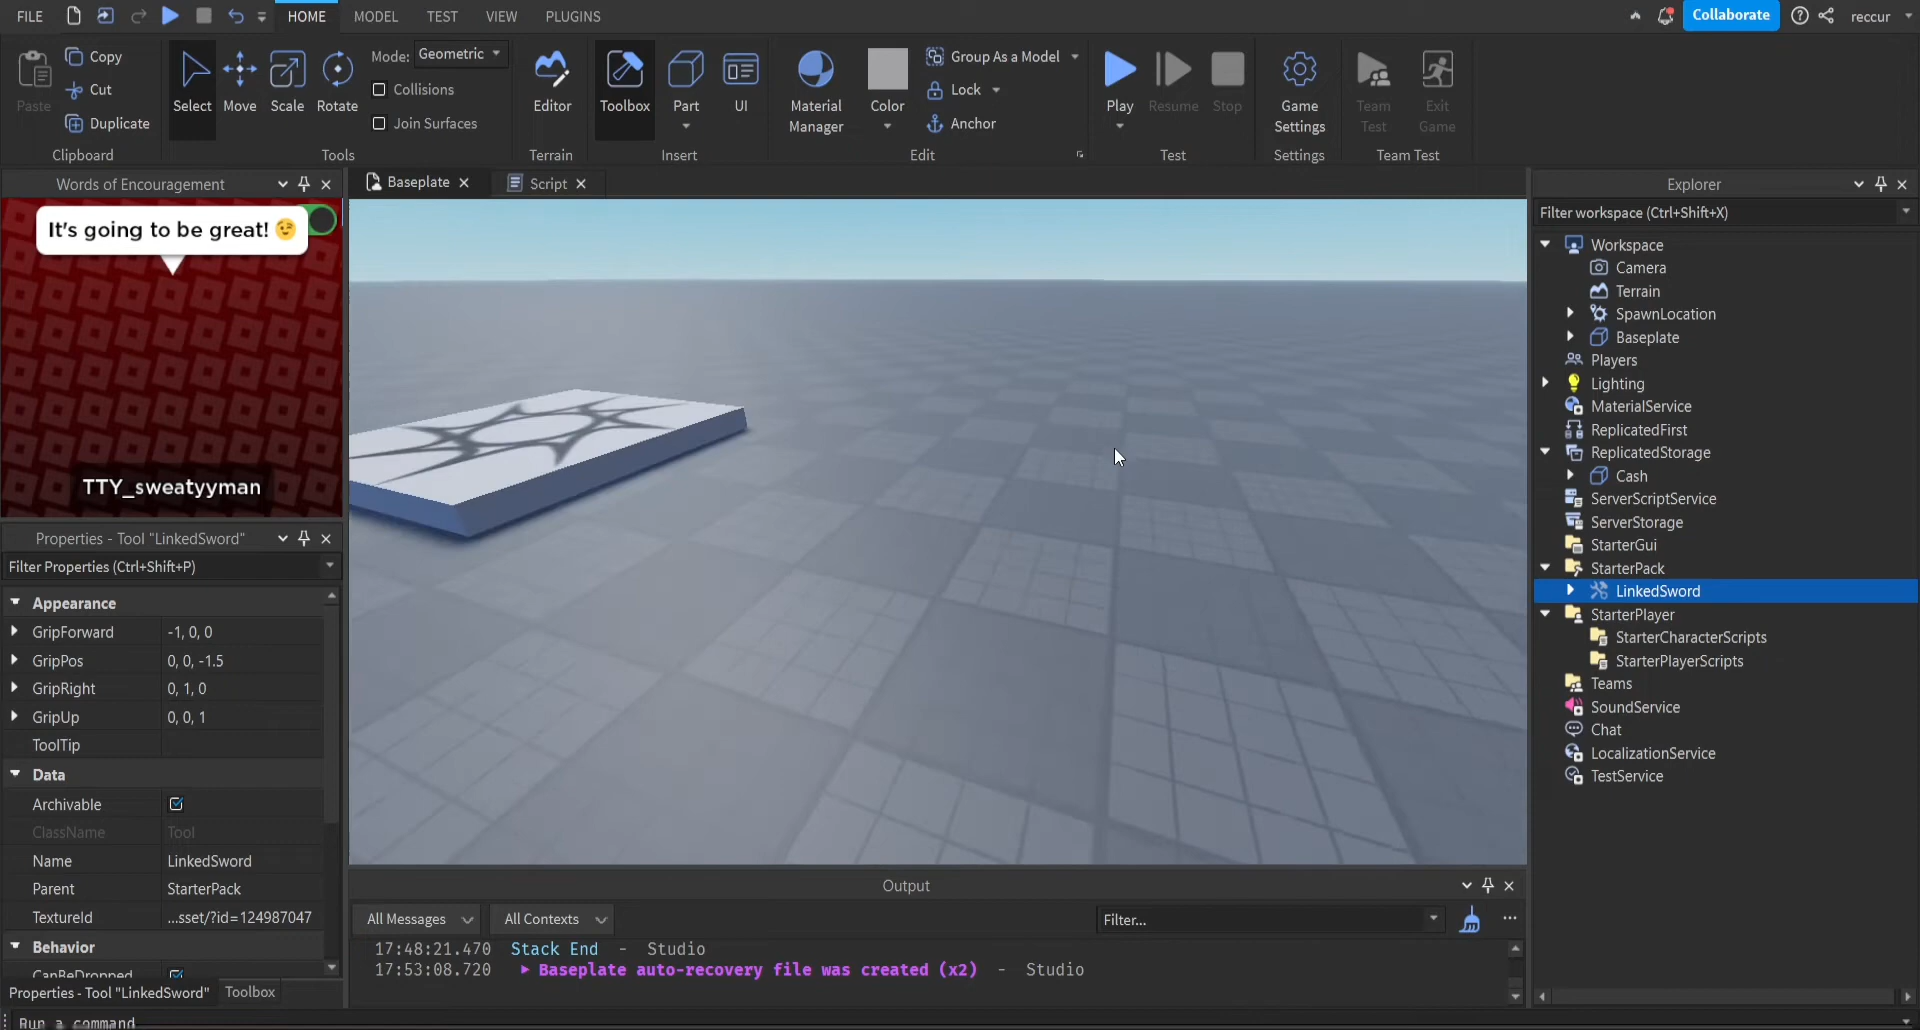 FILE
HOME
MODEL
TEST
VIEW
PLUGINS
Collaborate
reccur
Paste
Copy
Cut
Duplicate
Clipboard
Select
Move
Scale
Rotate
Mode: Geometric
Collisions
Join Surfaces
Tools
Editor
Terrain
Toolbox
Part
UI
Insert
Material
Manager
Color
Group As a Model
Lock
Anchor
Edit
Play
Resume
Stop
Test
Game
Settings
Settings
Team
Test
Exit
Game
Team Test
Words of Encouragement
It's going to be great! 😉
TTY_sweatyyman
Properties - Tool "LinkedSword"
Filter Properties (Ctrl+Shift+P)
Appearance
GripForward -1, 0, 0
GripPos 0, 0, -1.5
GripRight 0, 1, 0
GripUp 0, 0, 1
ToolTip
Data
Archivable
ClassName Tool
Name LinkedSword
Parent StarterPack
TextureId ...sset/?id=124987047
Behavior
CanBeDropped
Properties - Tool "LinkedSword"
Toolbox
Run a command
Baseplate
Script
Output
All Messages
All Contexts
Filter...
17:48:21.470 Stack End - Studio
17:53:08.720 Baseplate auto-recovery file was created (x2) - Studio
Explorer
Filter workspace (Ctrl+Shift+X)
Workspace
Camera
Terrain
SpawnLocation
Baseplate
Players
Lighting
MaterialService
ReplicatedFirst
ReplicatedStorage
Cash
ServerScriptService
ServerStorage
StarterGui
StarterPack
LinkedSword
StarterPlayer
StarterCharacterScripts
StarterPlayerScripts
Teams
SoundService
Chat
LocalizationService
TestService